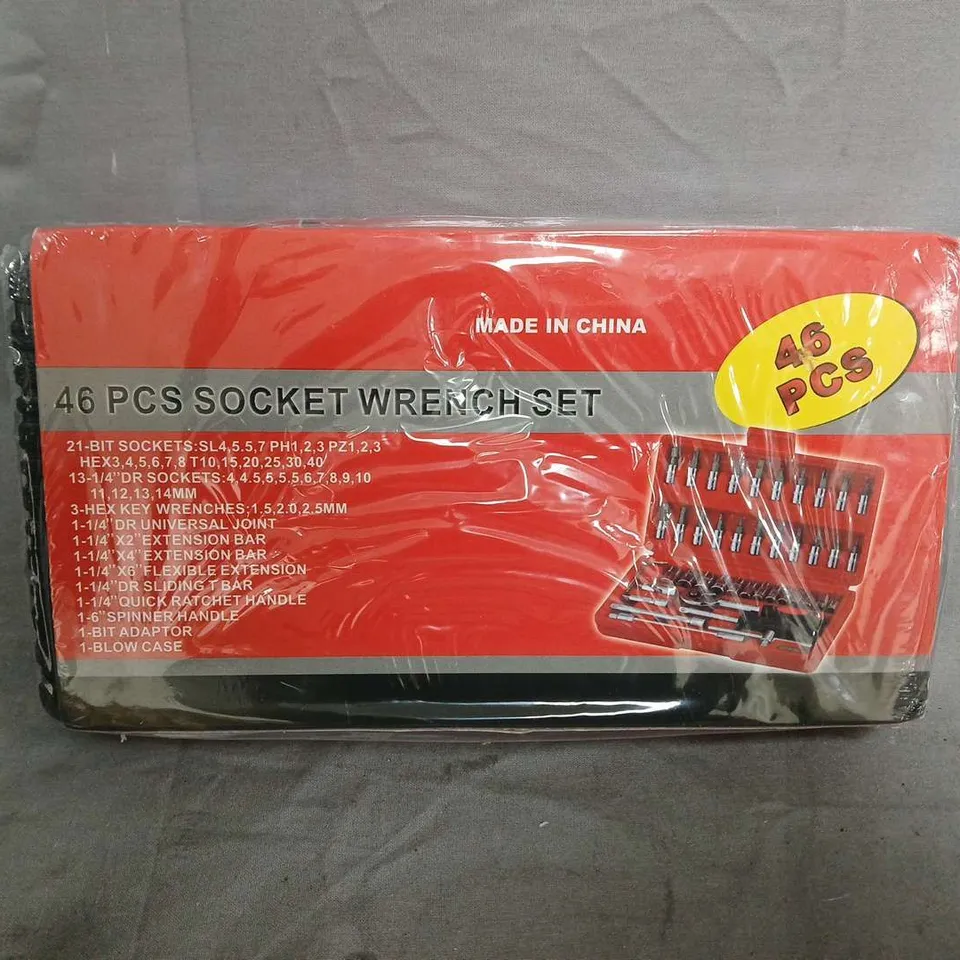 MADE IN CHINA
46
PCS
46 PCS SOCKET WRENCH SET
21-BIT SOCKETS:SL4,5.5,7 PH1,2,3 PZ1,2,3
HEX3,4,5,6,7,8 T10,15,20,25,30,40
13-1/4"DR SOCKETS:4,4.5,5,5.5,6,7,8,9,10
11,12,13,14MM
3-HEX KEY WRENCHES;1.5,2.0,2.5MM
1-1/4"DR UNIVERSAL JOINT
1-1/4"X2"EXTENSION BAR
1-1/4"X4"EXTENSION BAR
1-1/4"X6"FLEXIBLE EXTENSION
1-1/4"DR SLIDING T BAR
1-1/4"QUICK RATCHET HANDLE
1-6"SPINNER HANDLE
1-BIT ADAPTOR
1-BLOW CASE